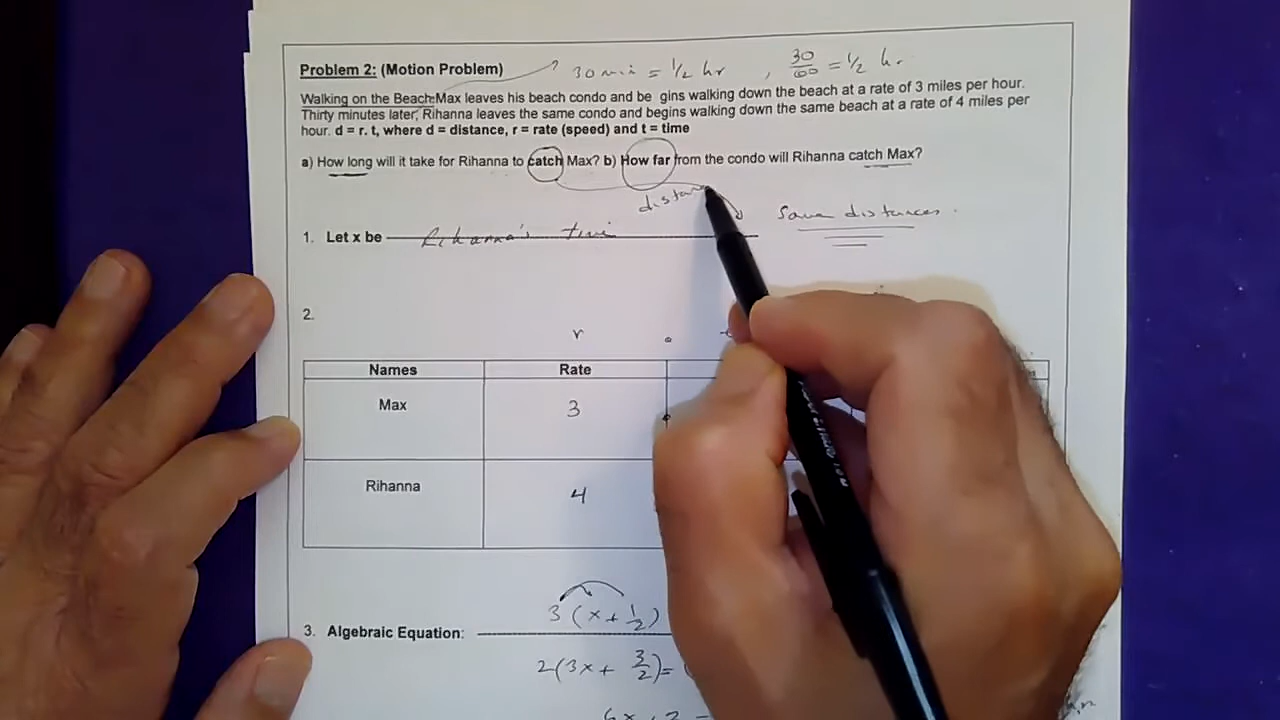 Problem 2: (Motion Problem) 30 min = 1/2 hr , 30/60 = 1/2 hr
Walking on the Beach: Max leaves his beach condo and be gins walking down the beach at a rate of 3 miles per hour.
Thirty minutes later, Rihanna leaves the same condo and begins walking down the same beach at a rate of 4 miles per
hour. d = r. t, where d = distance, r = rate (speed) and t = time
a) How long will it take for Rihanna to catch Max? b) How far from the condo will Rihanna catch Max?
distance
same distances.
1. Let x be Rihanna's time
2.
r . t
Names Rate
Max 3
Rihanna 4
3. Algebraic Equation: 3 (x + 1/2)
2(3x + 3/2) =